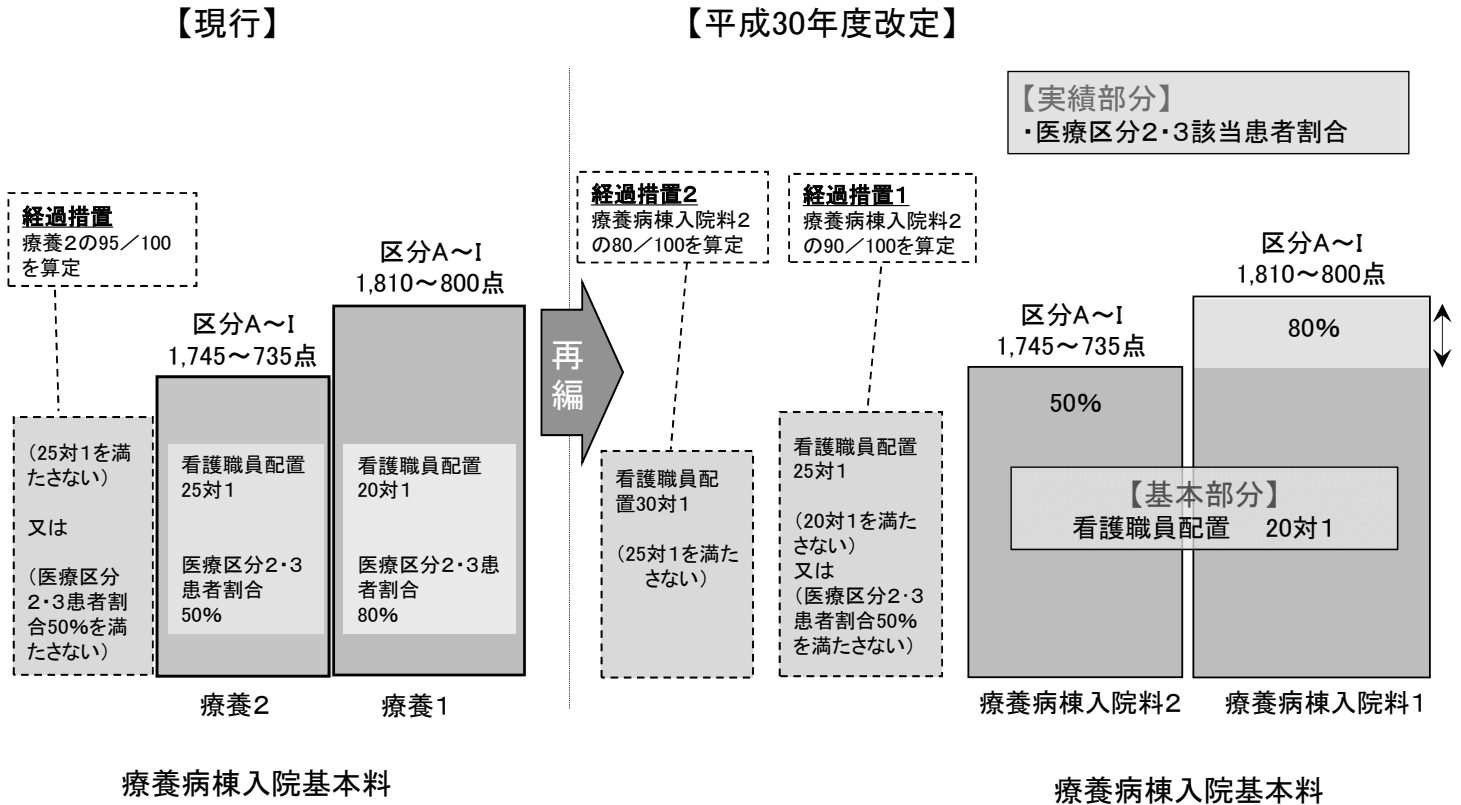 【現行】
【平成30年度改定】
【実績部分】
・医療区分2・3該当患者割合
経過措置
療養2の95／100
を算定
区分A～I
1,745～735点
区分A～I
1,810～800点
(25対1を満
たさない)
又は
(医療区分
2・3患者割
合50%を満
たさない)
看護職員配置
25対1
医療区分2・3
患者割合
50%
看護職員配置
20対1
医療区分2・3患
者割合
80%
療養2
療養1
療養病棟入院基本料
再
編
経過措置2
療養病棟入院料2
の80／100を算定
経過措置1
療養病棟入院料2
の90／100を算定
看護職員配
置30対1
(25対1を満た
さない)
看護職員配置
25対1
(20対1を満た
さない)
又は
(医療区分2・3
患者割合50%
を満たさない)
区分A～I
1,745～735点
50%
区分A～I
1,810～800点
80%
【基本部分】
看護職員配置 20対1
療養病棟入院料2
療養病棟入院料1
療養病棟入院基本料